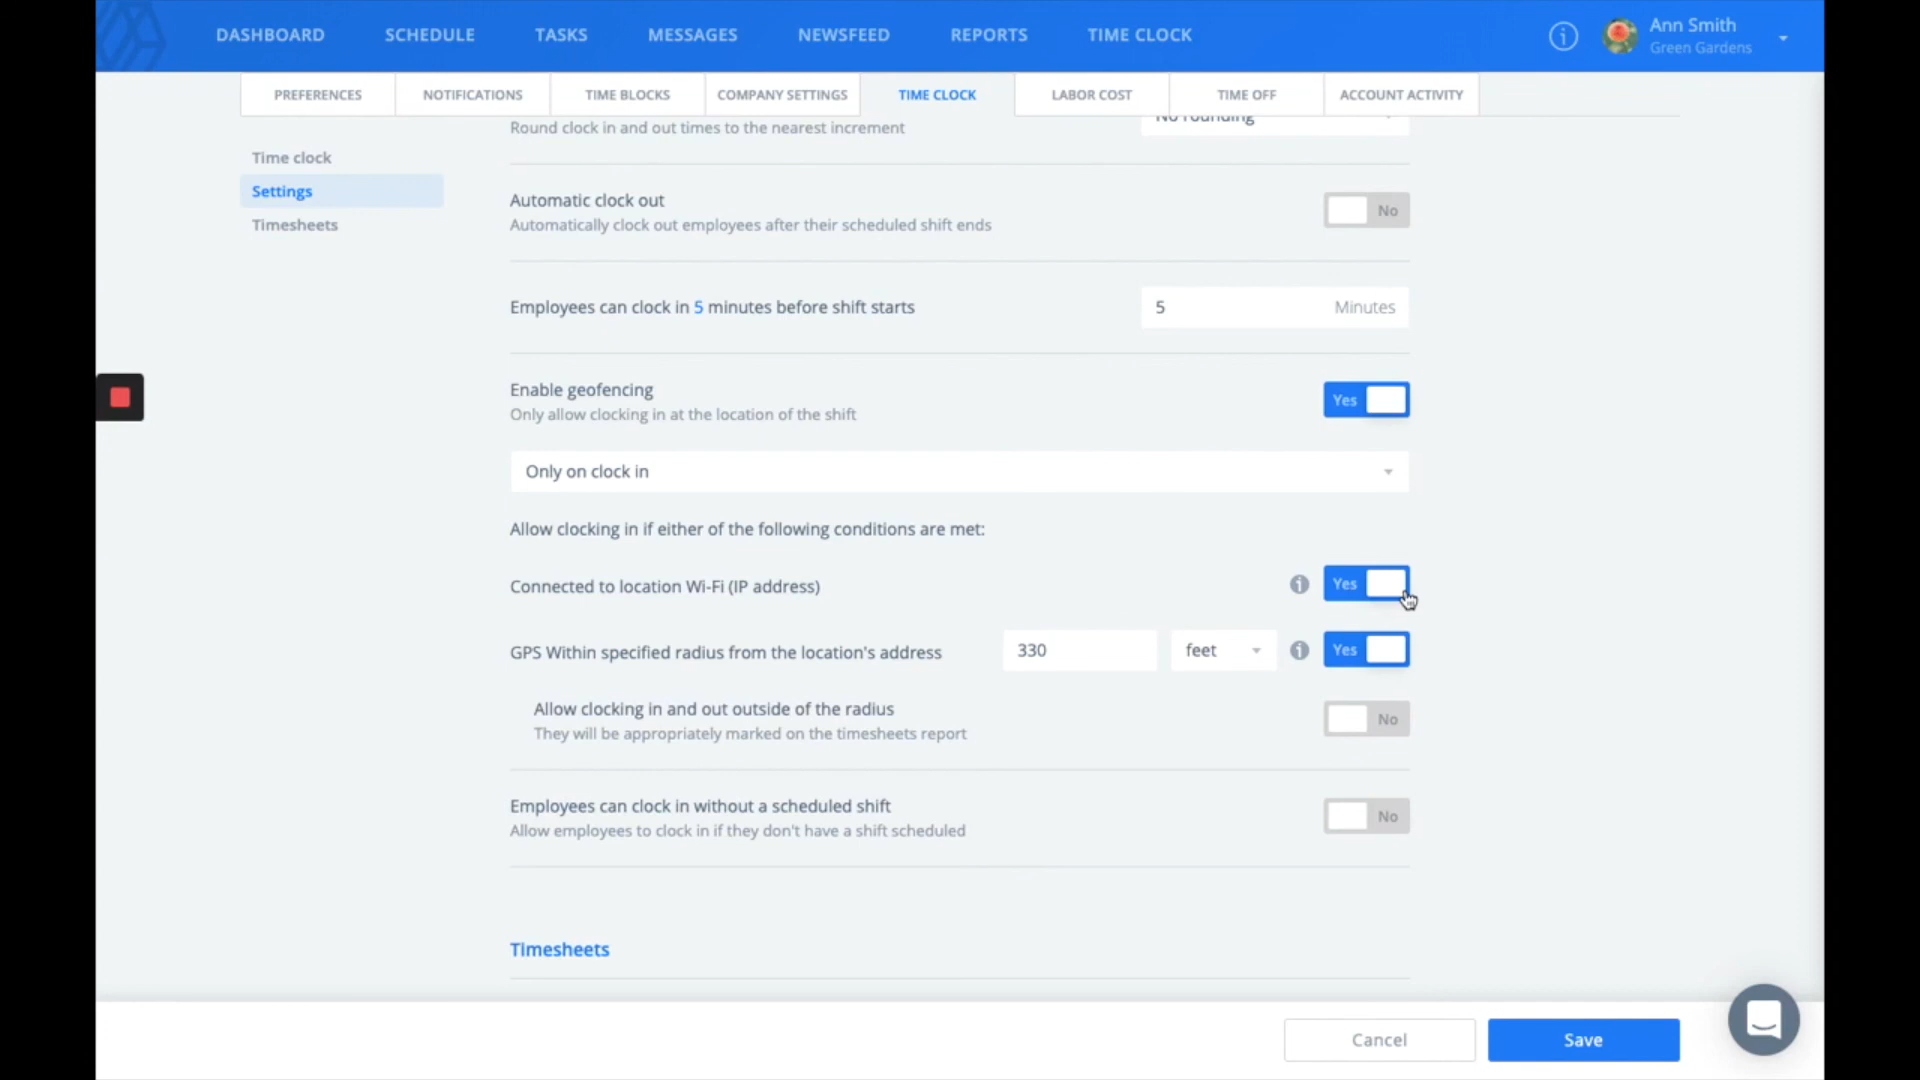 DASHBOARD SCHEDULE TASKS MESSAGES NEWSFEED REPORTS TIME CLOCK
Ann Smith
Green Gardens
PREFERENCES NOTIFICATIONS TIME BLOCKS COMPANY SETTINGS TIME CLOCK LABOR COST TIME OFF ACCOUNT ACTIVITY
Time clock
Settings
Timesheets
Round clock in and out times to the nearest increment
No rounding
Automatic clock out
Automatically clock out employees after their scheduled shift ends
No
Employees can clock in 5 minutes before shift starts
5 Minutes
Enable geofencing
Only allow clocking in at the location of the shift
Yes
Only on clock in
Allow clocking in if either of the following conditions are met:
Connected to location Wi-Fi (IP address)
Yes
GPS Within specified radius from the location's address
330 feet
Yes
Allow clocking in and out outside of the radius
They will be appropriately marked on the timesheets report
No
Employees can clock in without a scheduled shift
Allow employees to clock in if they don't have a shift scheduled
No
Timesheets
Cancel Save